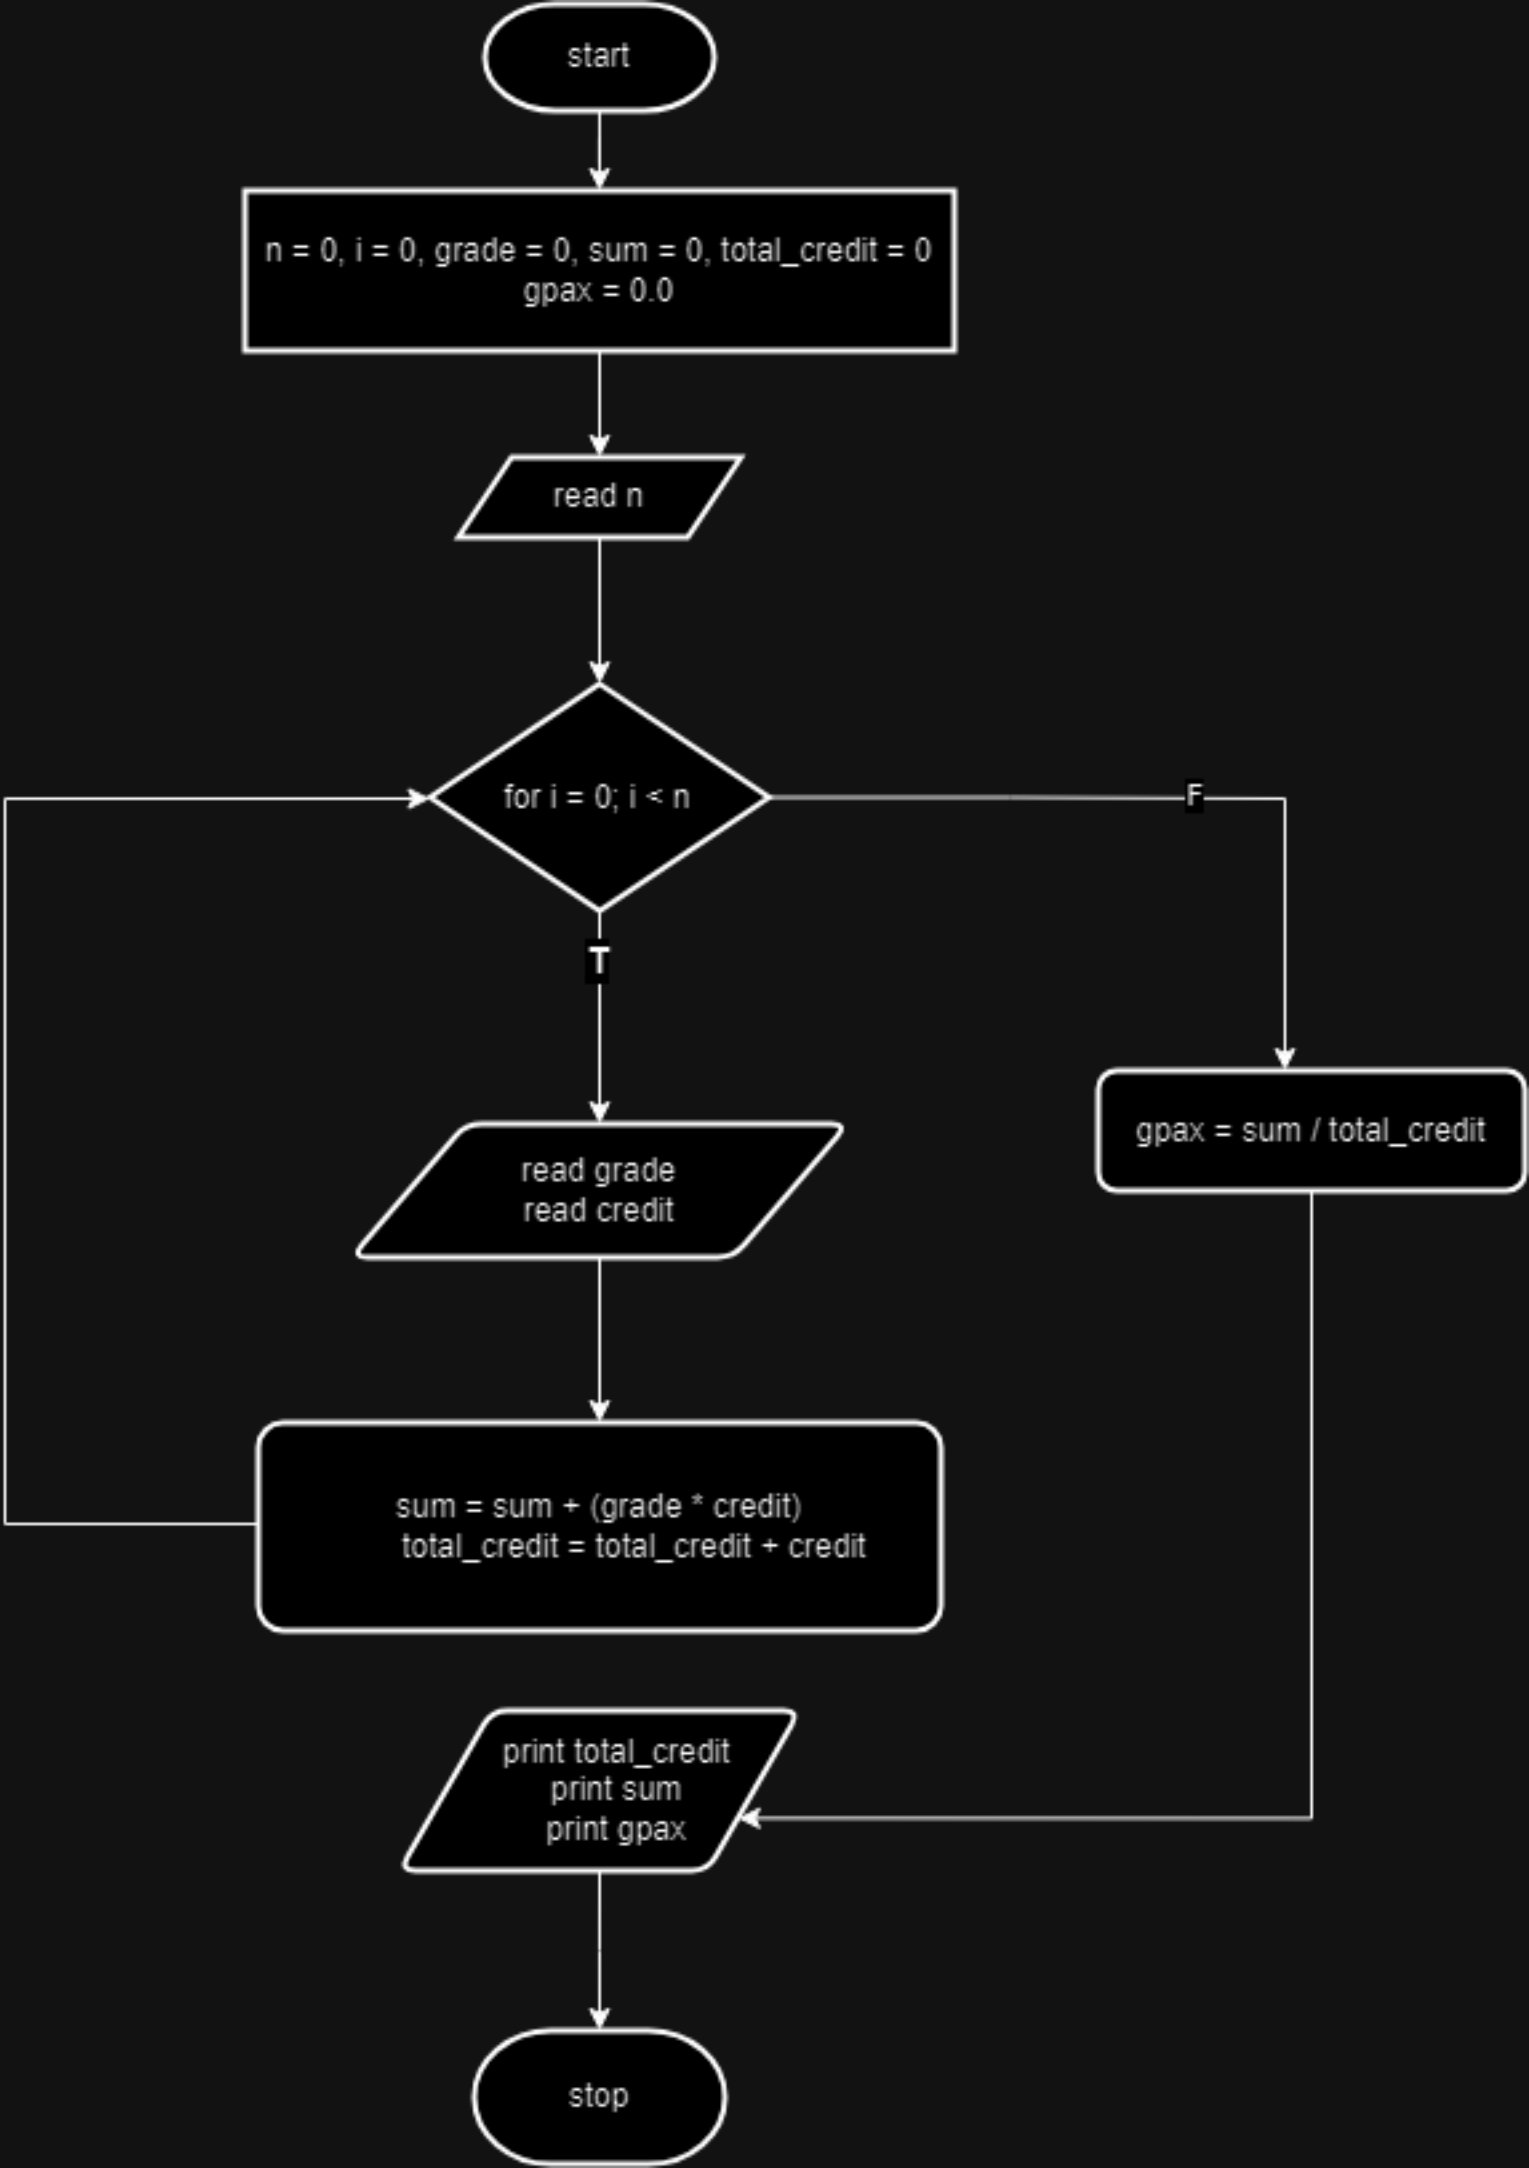 start
n = 0, i = 0, grade = 0, sum = 0, total_credit = 0
gpax = 0.0
read n
for i = 0; i < n
F
T
read grade
read credit
gpax = sum / total_credit
sum = sum + (grade * credit)
total_credit = total_credit + credit
print total_credit
print sum
print gpax
stop